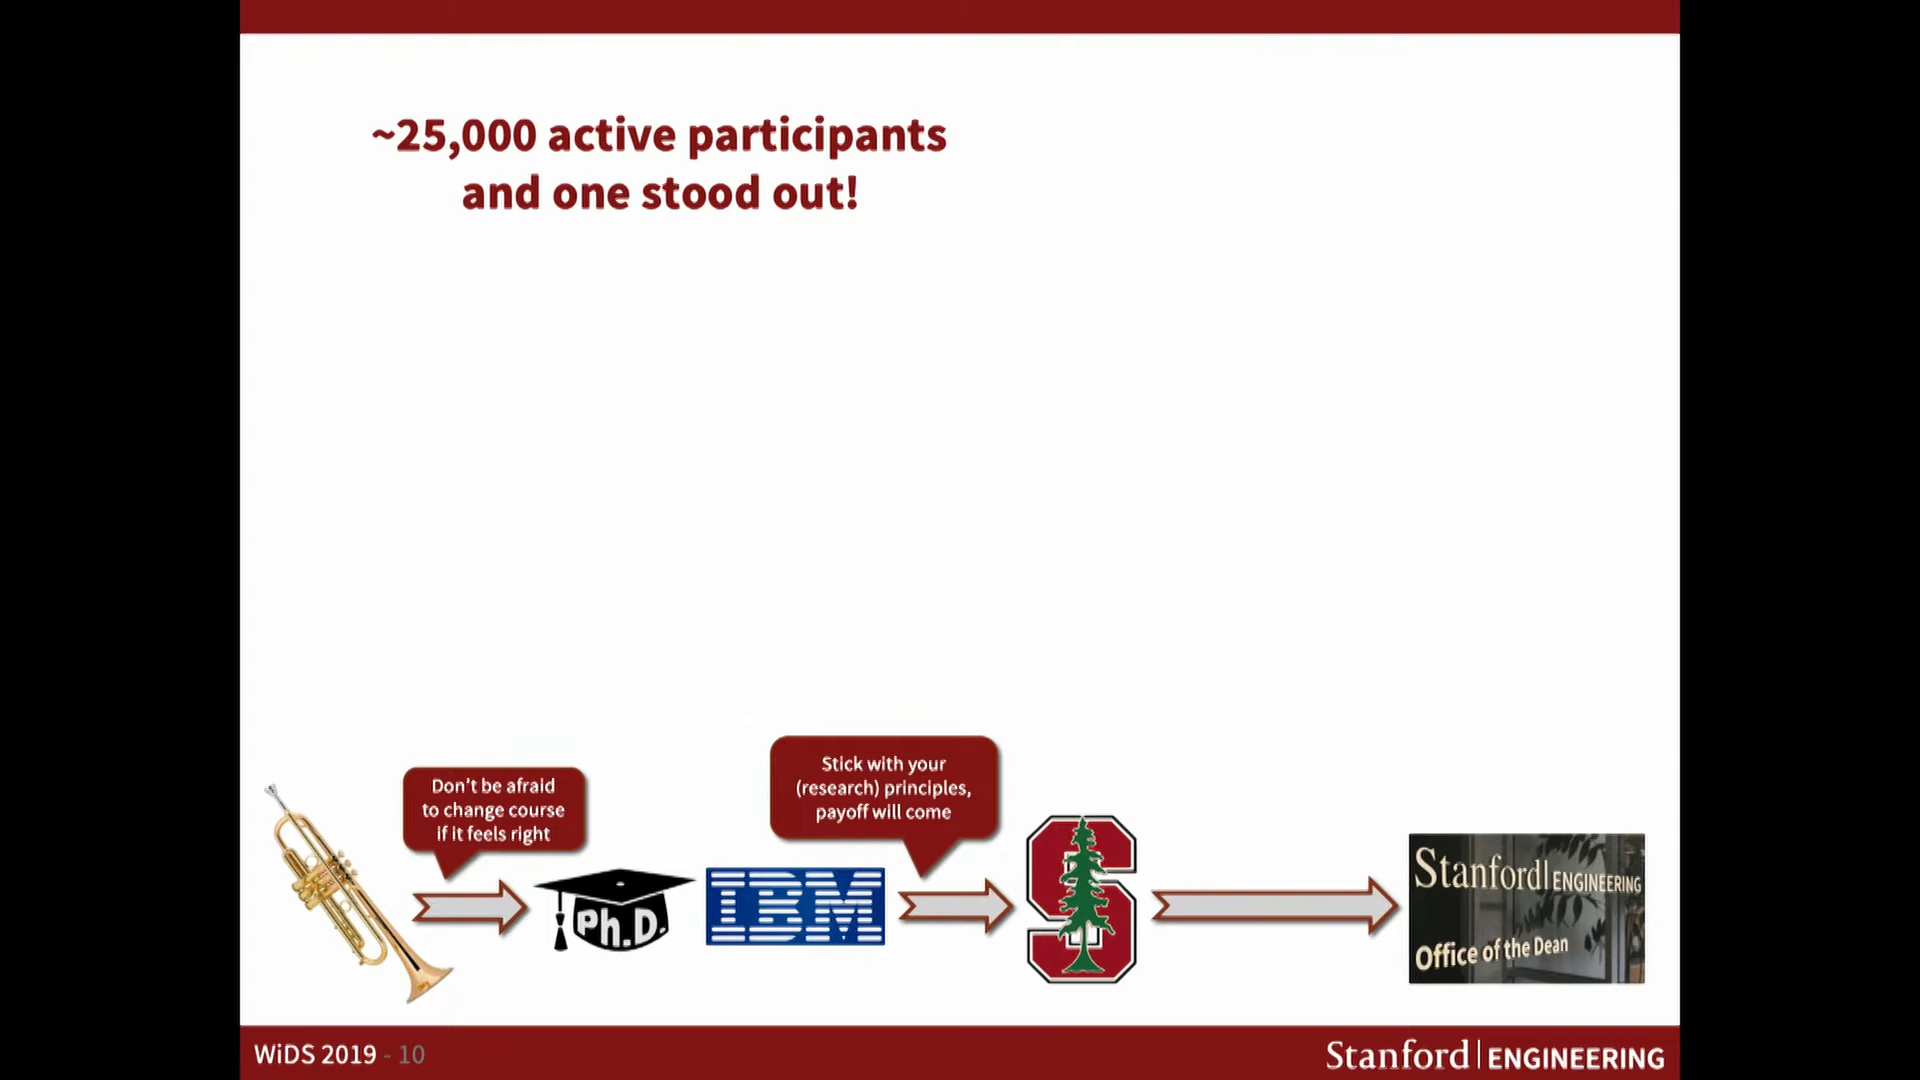 ~25,000 active participants
and one stood out!
Don't be afraid
to change course
if it feels right
Stick with your
(research) principles,
payoff will come
Ph.D.
IBM
S
Stanford | ENGINEERING
Office of the Dean
WiDS 2019 - 10
Stanford | ENGINEERING